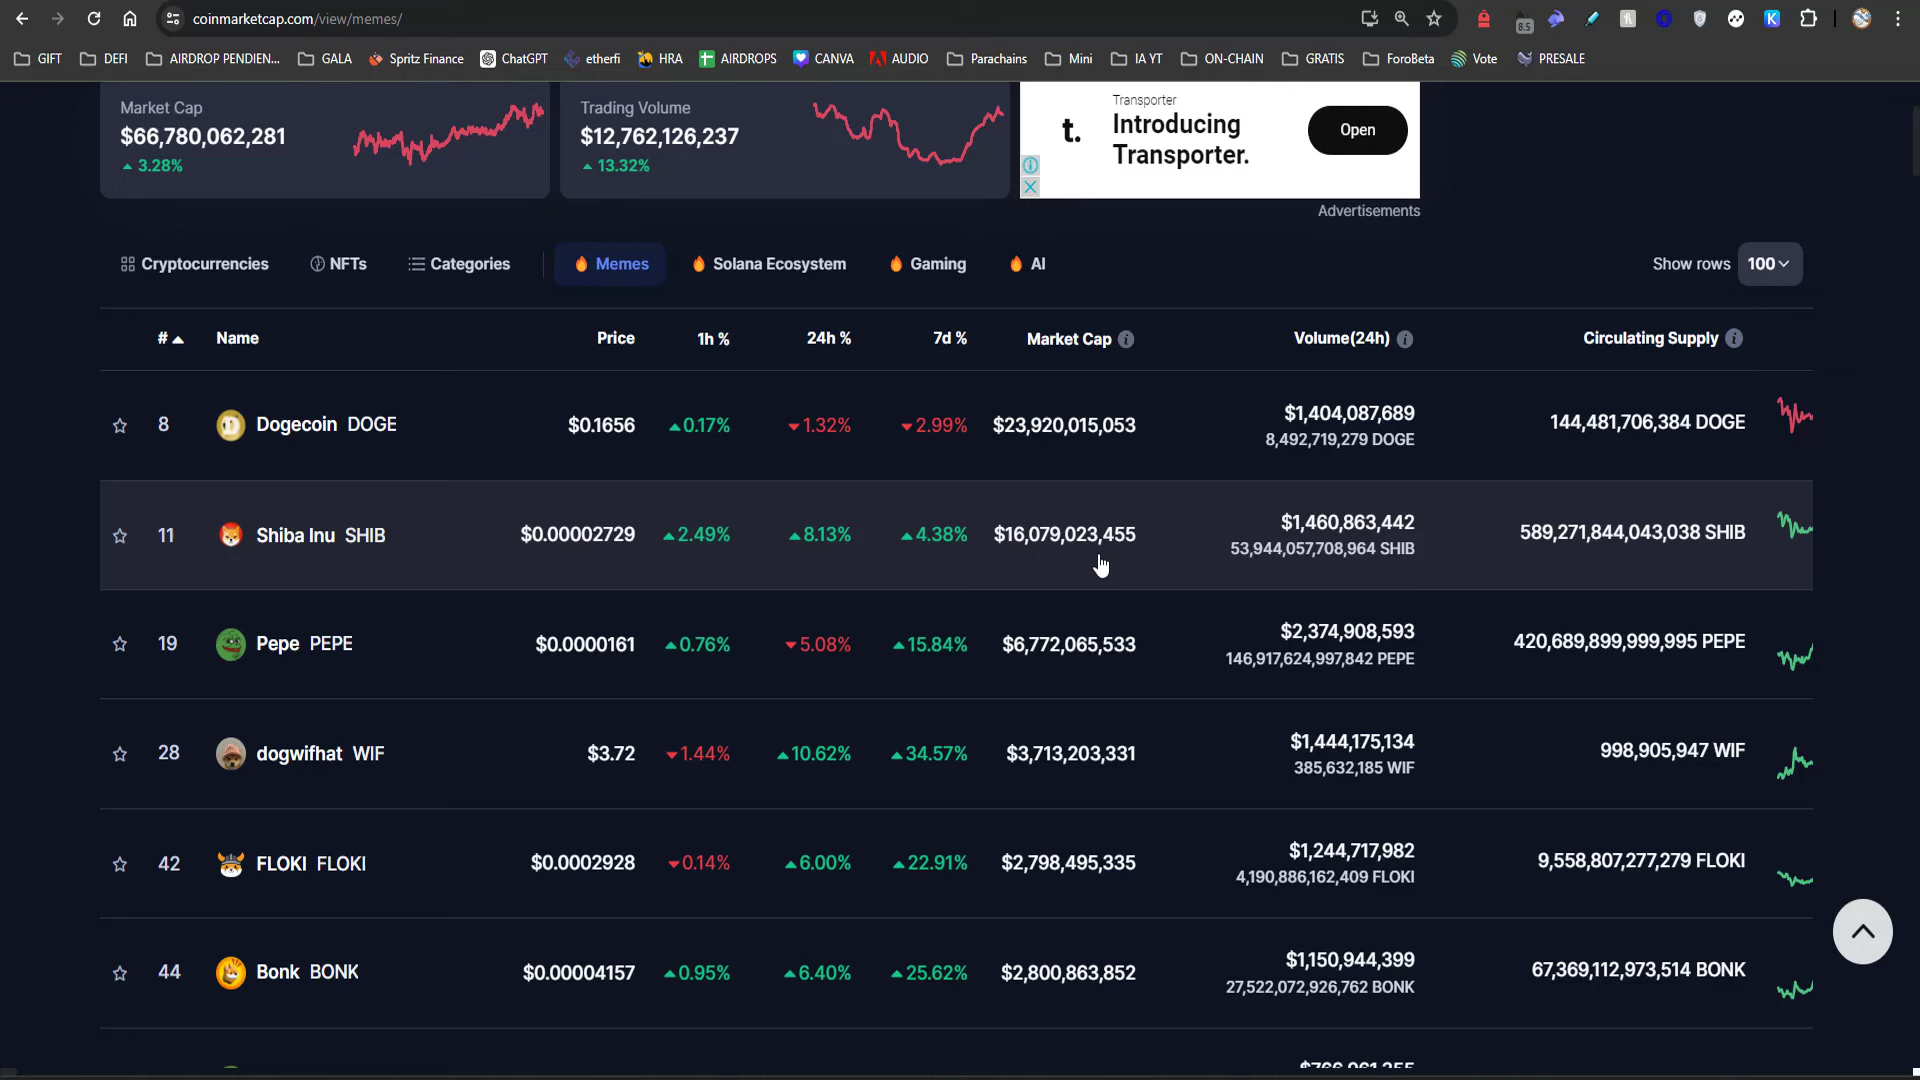 coinmarketcap.com/view/memes/
8.5
GIFT DEFI AIRDROP PENDIEN... GALA Spritz Finance ChatGPT etherfi HRA AIRDROPS CANVA AUDIO Parachains Mini IA YT ON-CHAIN GRATIS ForoBeta Vote PRESALE
Market Cap
$66,780,062,281
3.28%
Trading Volume
$12,762,126,237
13.32%
t.
Transporter
Introducing
Transporter.
Open
Advertisements
Cryptocurrencies NFTs Categories Memes Solana Ecosystem Gaming AI Show rows 100
# Name Price 1h % 24h % 7d % Market Cap Volume(24h) Circulating Supply
8 Dogecoin DOGE $0.1656 0.17% 1.32% 2.99% $23,920,015,053 $1,404,087,689 144,481,706,384 DOGE
8,492,719,279 DOGE
11 Shiba Inu SHIB $0.00002729 2.49% 8.13% 4.38% $16,079,023,455 $1,460,863,442 589,271,844,043,038 SHIB
53,944,057,708,964 SHIB
19 Pepe PEPE $0.0000161 0.76% 5.08% 15.84% $6,772,065,533 $2,374,908,593 420,689,899,999,995 PEPE
146,917,624,997,842 PEPE
28 dogwifhat WIF $3.72 1.44% 10.62% 34.57% $3,713,203,331 $1,444,175,134 998,905,947 WIF
385,632,185 WIF
42 FLOKI FLOKI $0.0002928 0.14% 6.00% 22.91% $2,798,495,335 $1,244,717,982 9,558,807,277,279 FLOKI
4,190,886,162,409 FLOKI
44 Bonk BONK $0.00004157 0.95% 6.40% 25.62% $2,800,863,852 $1,150,944,399 67,369,112,973,514 BONK
27,522,072,926,762 BONK